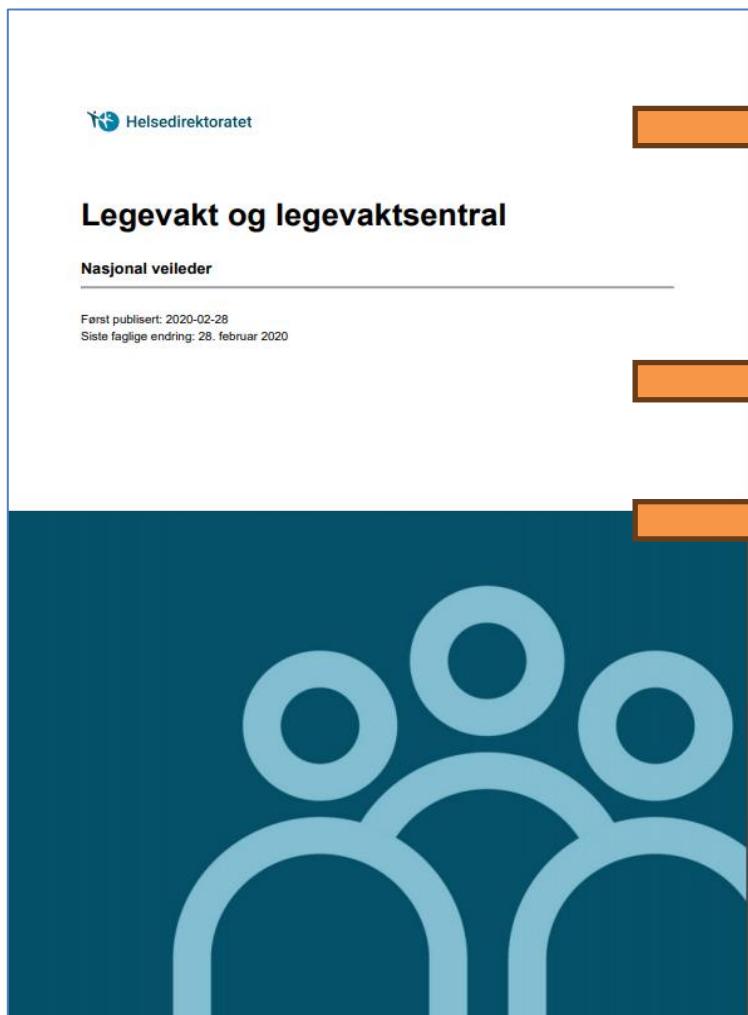 Helsedirektoratet
Legevakt og legevaktsentral
Nasjonal veileder
Først publisert: 2020-02-28
Siste faglige endring: 28. februar 2020